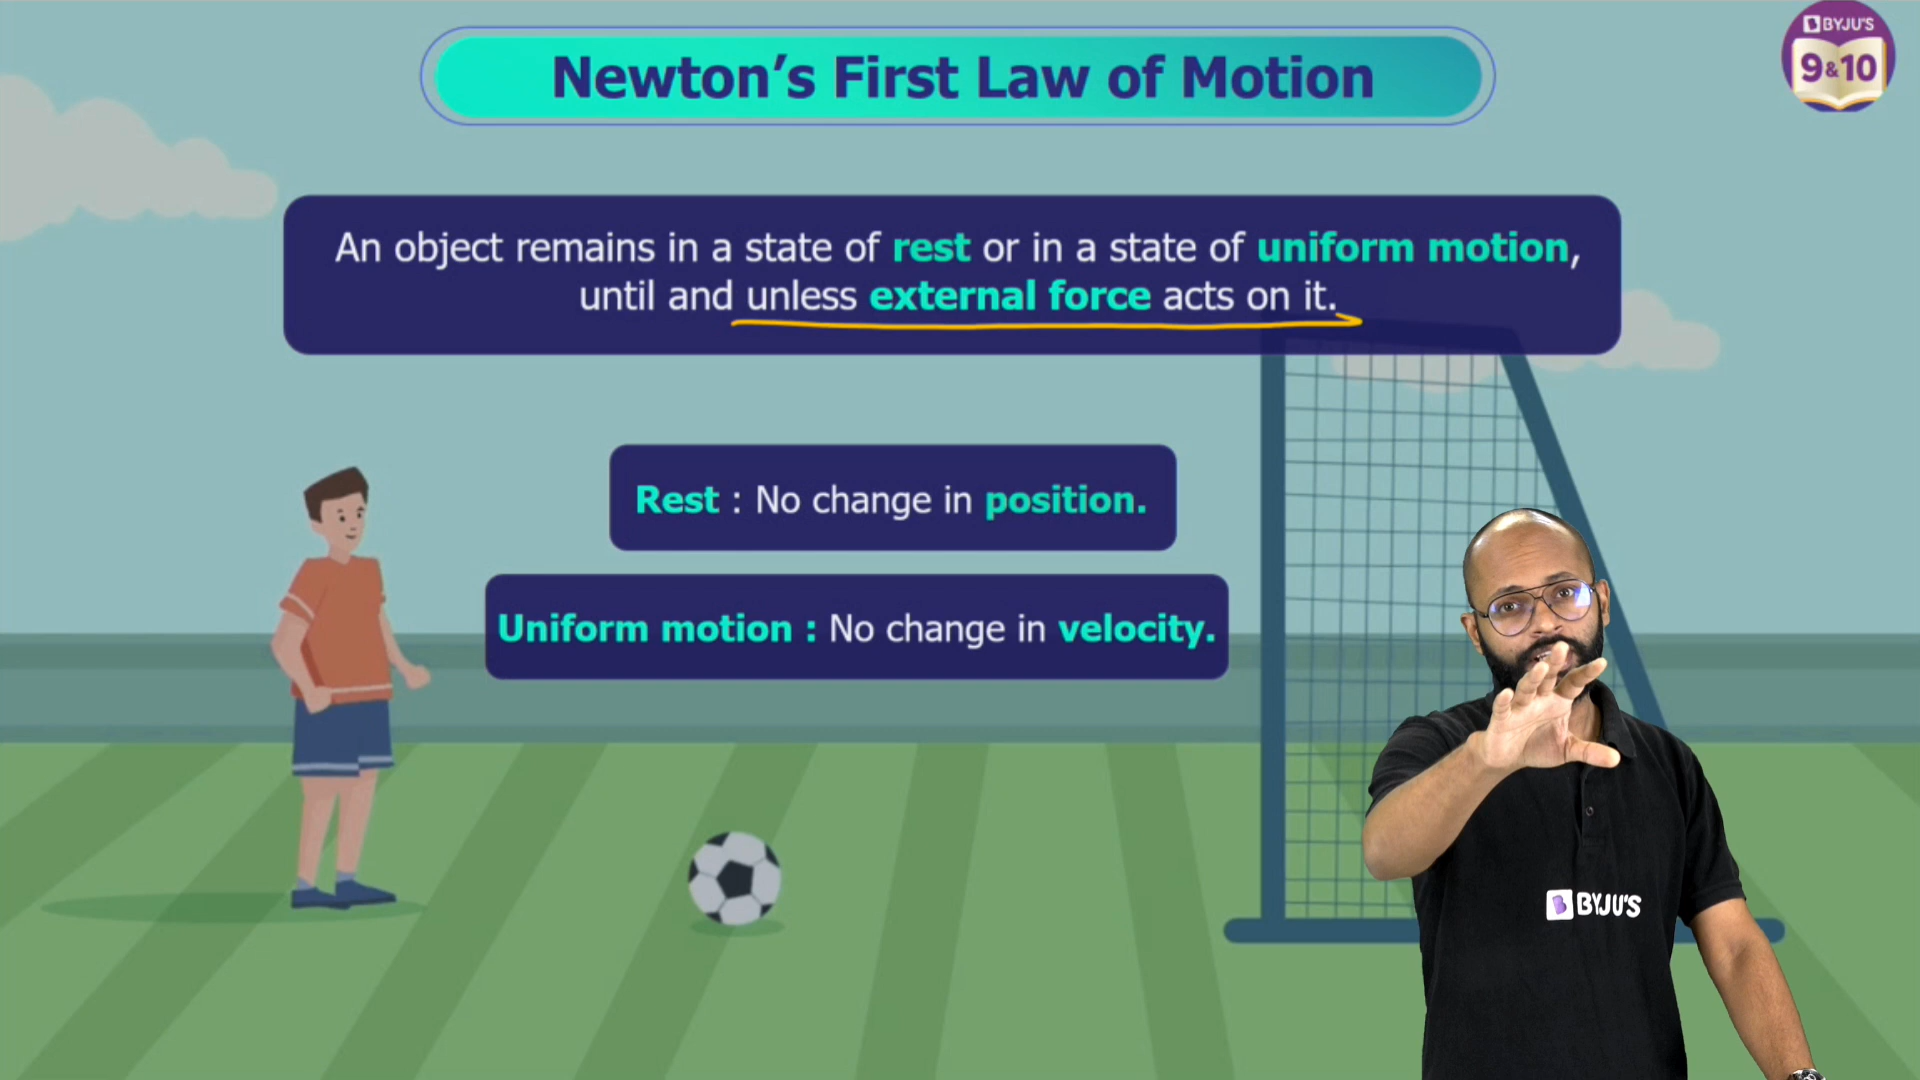 BYJU'S
9&10
Newton's First Law of Motion
An object remains in a state of rest or in a state of uniform motion,
until and unless external force acts on it.
Rest : No change in position.
Uniform motion : No change in velocity.
BYJU'S